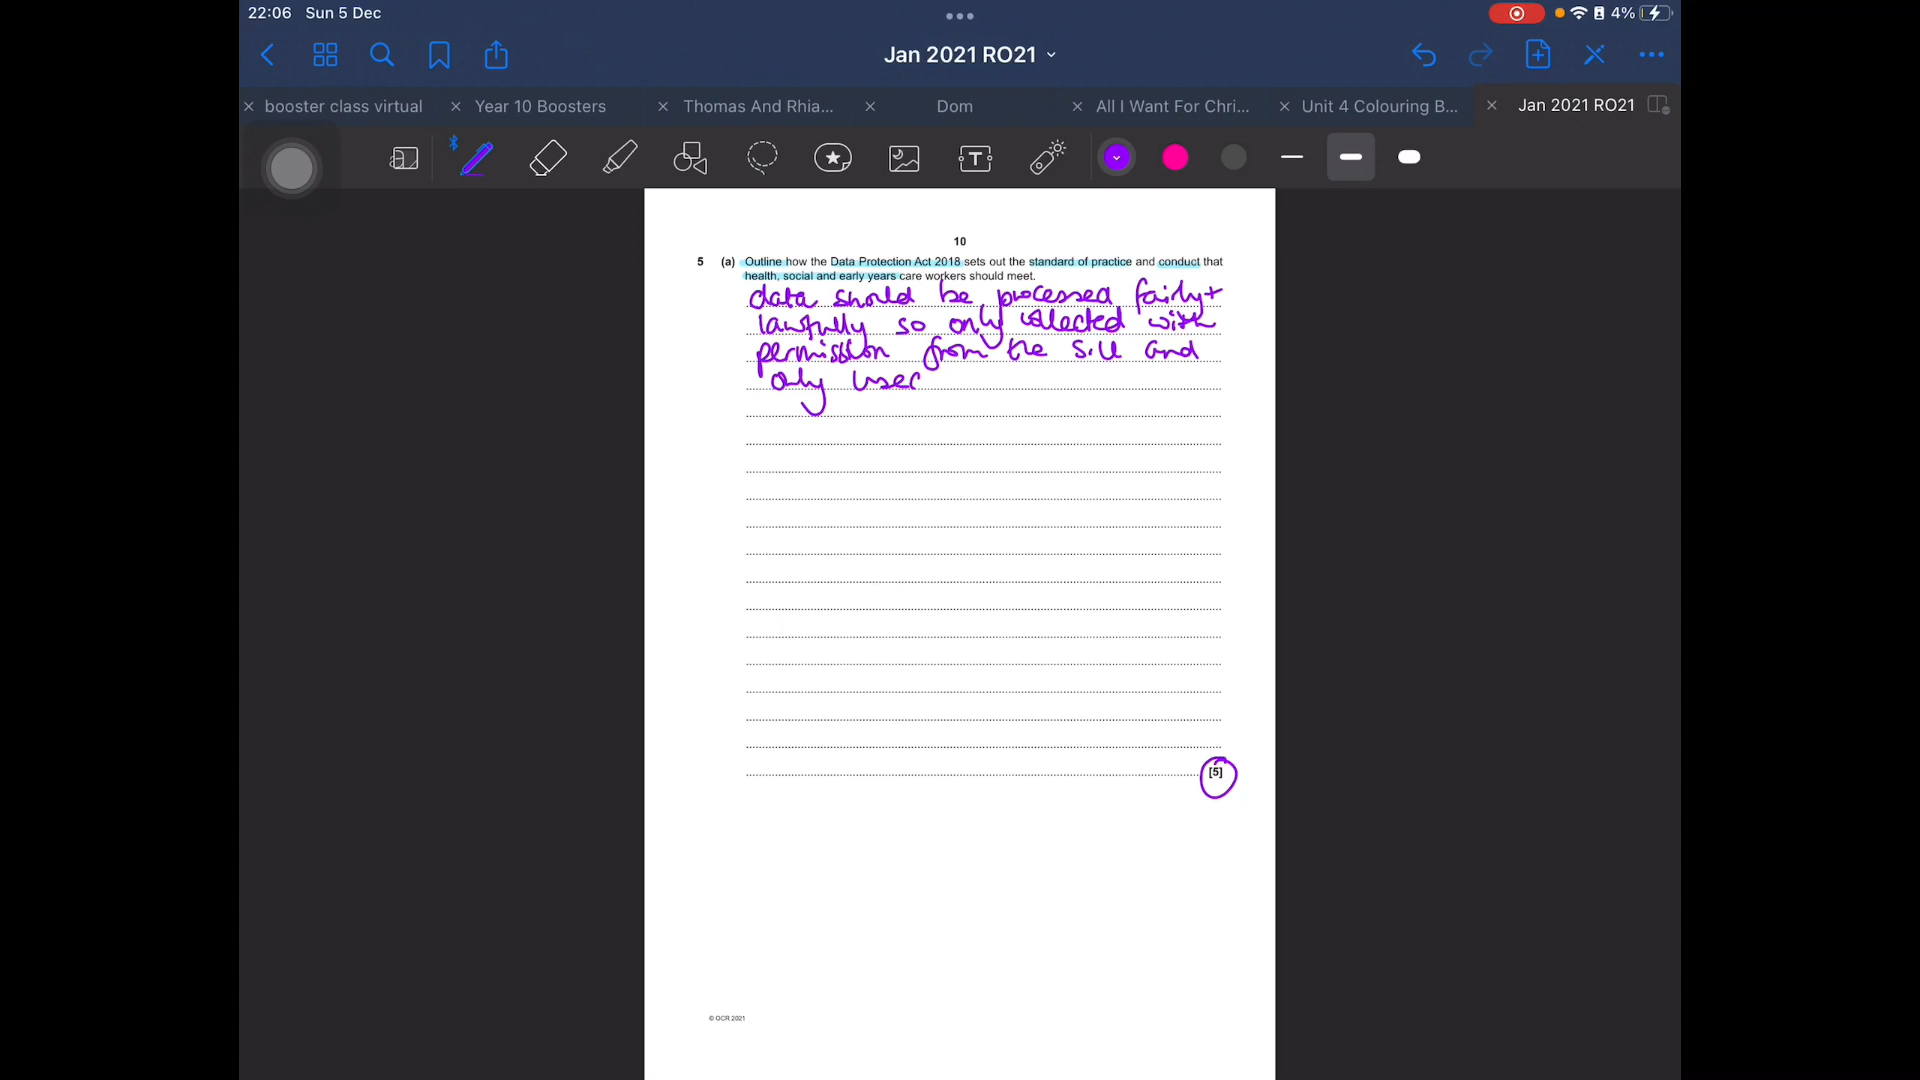 22:06 Sun 5 Dec
4%
Jan 2021 RO21
booster class virtual
Year 10 Boosters
Thomas And Rhia...
Dom
All I Want For Chri...
Unit 4 Colouring B...
Jan 2021 RO21
10
5 (a) Outline how the Data Protection Act 2018 sets out the standard of practice and conduct that
health, social and early years care workers should meet.
data should be processed fairly +
lawfully so only collected with
permission from the S.U and
only user
[5]
© OCR 2021